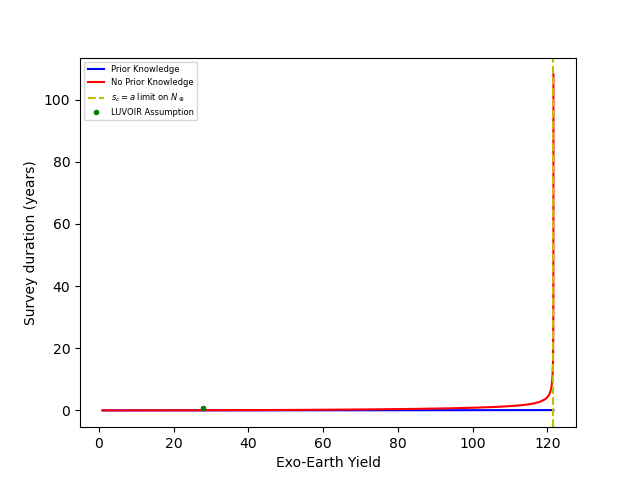 Prior Knowledge
No Prior Knowledge
$s_c = a$ limit on $N_\oplus$
LUVOIR Assumption
100
80
60
40
20
0
Survey duration (years)
0 20 40 60 80 100 120
Exo-Earth Yield